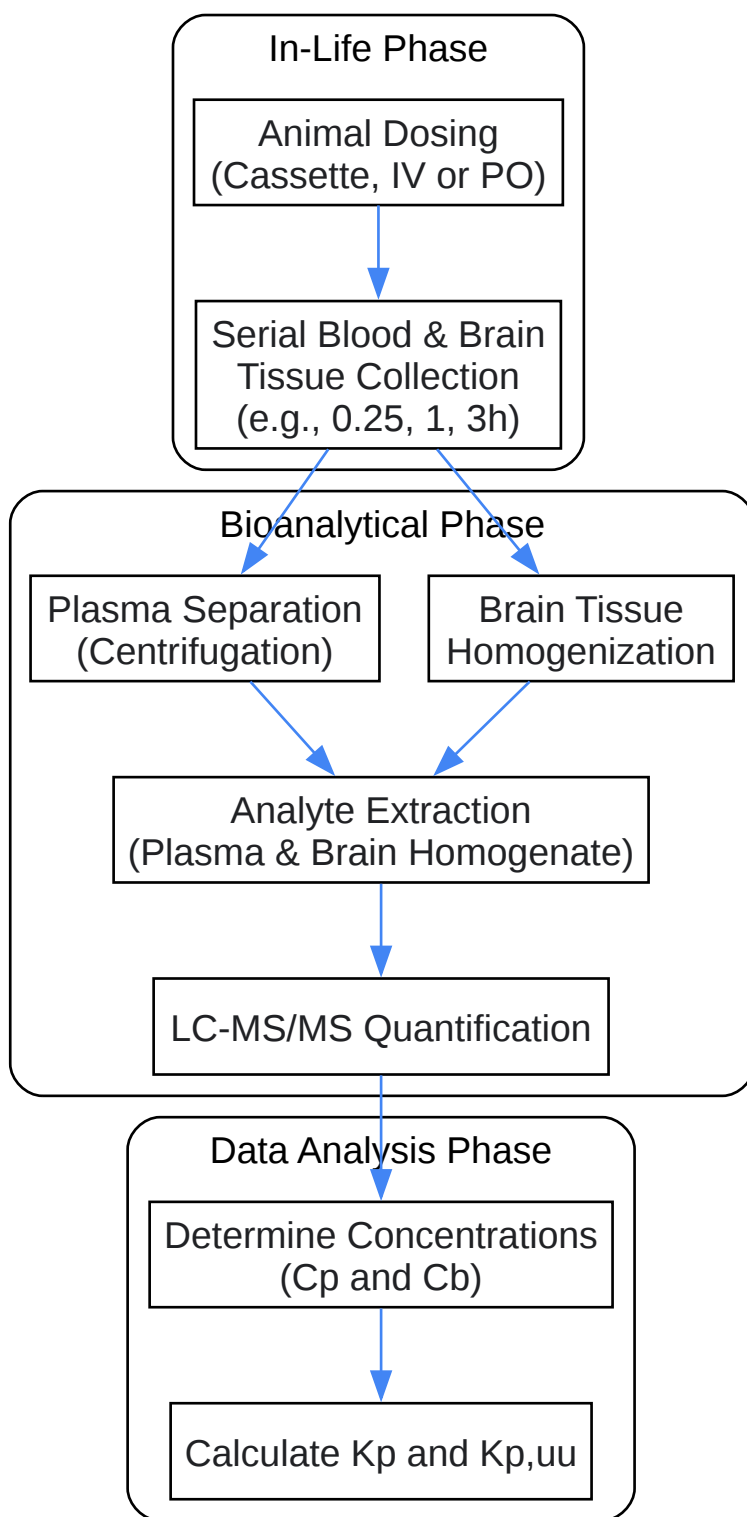 In-Life Phase
Animal Dosing
(Cassette, IV or PO)
Serial Blood & Brain
Tissue Collection
(e.g., 0.25, 1, 3h)
Bioanalytical Phase
Plasma Separation
(Centrifugation)
Brain Tissue
Homogenization
Analyte Extraction
(Plasma & Brain Homogenate)
LC-MS/MS Quantification
Data Analysis Phase
Determine Concentrations
(Cp and Cb)
Calculate Kp and Kp,uu